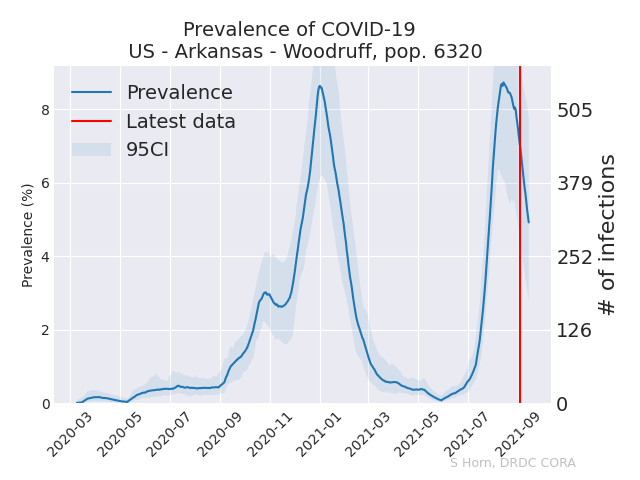 Prevalence of COVID-19
US - Arkansas - Woodruff, pop. 6320
Prevalence
Latest data
95CI
Prevalence (%)
8
6
4
2
0
505
379
252
126
0
# of infections
2020-03
2020-05
2020-07
2020-09
2020-11
2021-01
2021-03
2021-05
2021-07
2021-09
S Horn, DRDC CORA